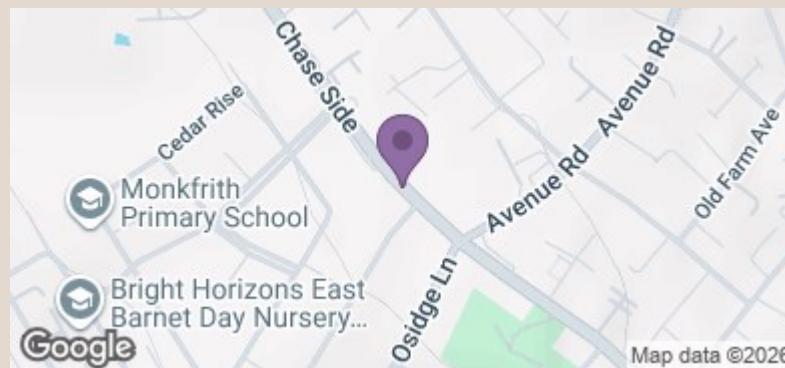 Chase Side
Avenue Rd
Cedar Rise
Monkfrith
Primary School
Avenue Rd
Old Farm Ave
Bright Horizons East
Barnet Day Nursery...
Osidge Ln
Google
Map data ©2026